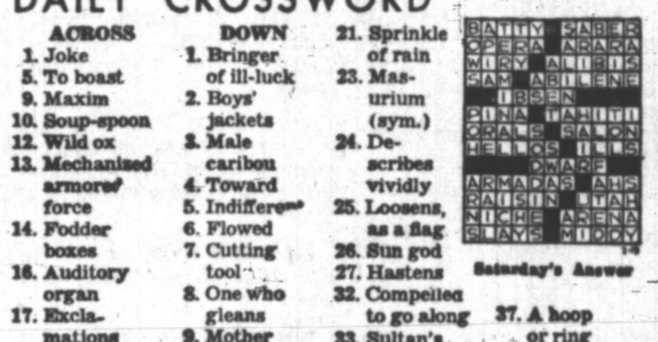 DAILY CROSSWORD
ACROSS
1. Joke
5. To boast
9. Maxim
10. Soup-spoon
12. Wild ox
13. Mechanized
armored
force
14. Fodder
boxes
16. Auditory
organ
17. Excla-
mations
DOWN
1. Bringer
of ill-luck
2. Boys'
jackets
3. Male
caribou
4. Toward
5. Indifferent
6. Flowed
7. Cutting
tool
8. One who
gleans
9. Mother
21. Sprinkle
of rain
23. Mas-
urium
(sym.)
24. De-
scribes
vividly
25. Loosens,
as a flag
26. Sun god
27. Hastens
32. Compelled
to go along
33. Sultan's
BATTY SABER
OPERA ARARA
WIRY ALIBIS
SAM ABILENE
IBSEN
PINA TAHITI
ORALS SALON
HELLOS ILLS
DWARF
ARMADAS AHS
RAISIN UTAH
NICHE ARENA
SLAYS MIDDY
Saturday's Answer
37. A hoop
or ring